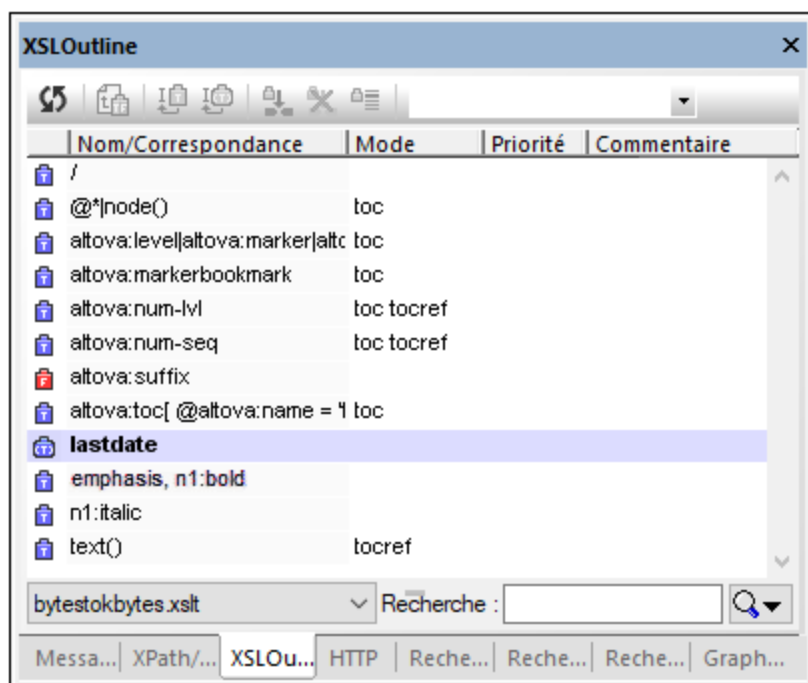 XSLOutline
Nom/Correspondance Mode Priorité Commentaire
/
@*|node() toc
altova:level|altova:marker|alto toc
altova:markerbookmark toc
altova:num-lvl toc tocref
altova:num-seq toc tocref
altova:suffix
altova:toc[ @altova:name = toc
lastdate
emphasis, n1:bold
n1:italic
text() tocref
bytestokbytes.xslt Recherche :
Messa... XPath/... XSLOu... HTTP Reche... Reche... Reche... Graph...